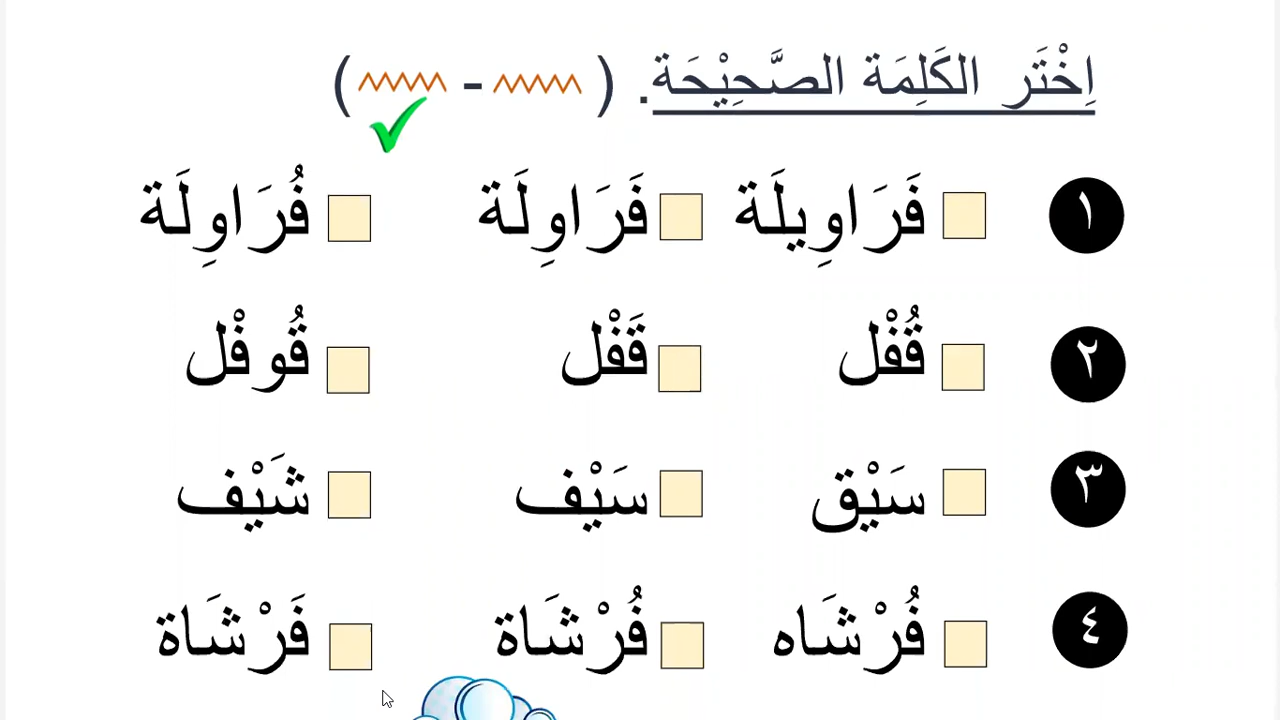 اِخْتَر الكَلِمَة الصَّحِيْحَة. ( - )
١ فَرَاوِيلَة فَرَاوِلَة فُرَاوِلَة
٢ قُفْل قَفْل قُوفْل
٣ سَيْق سَيْف شَيْف
٤ فُرْشَاه فُرْشَاة فَرْشَاة